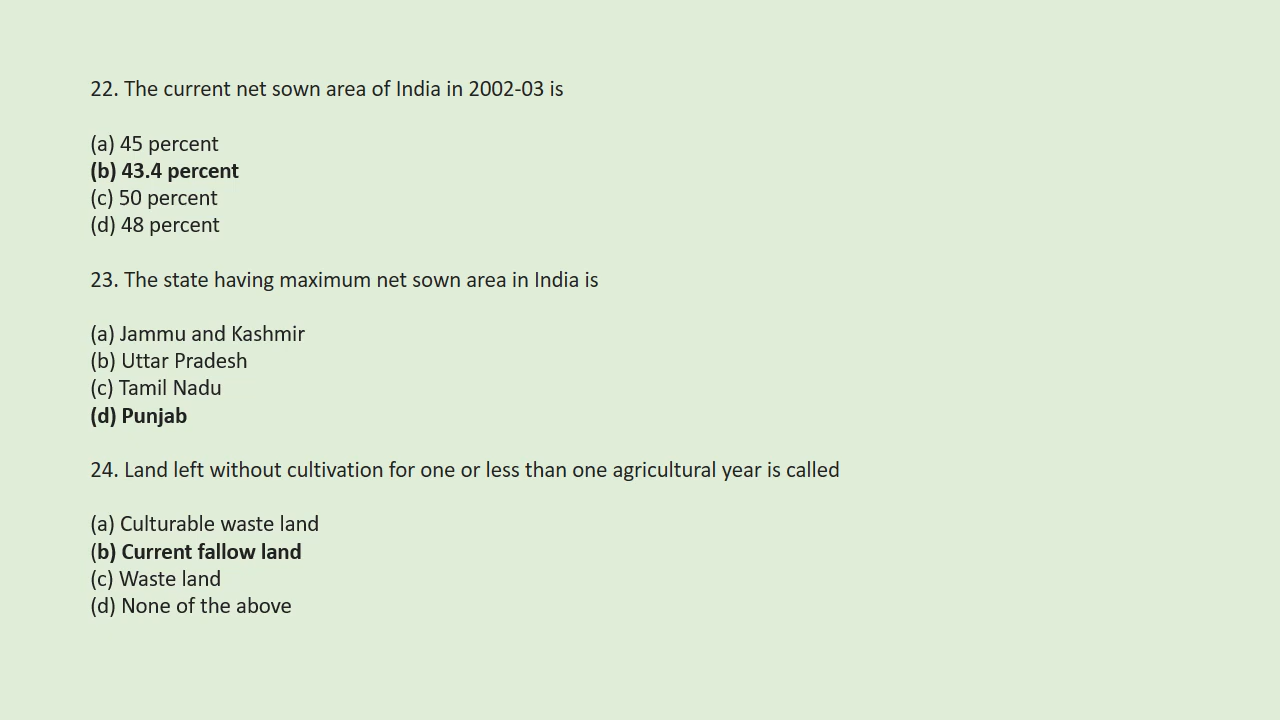 22. The current net sown area of India in 2002-03 is
(a) 45 percent
(b) 43.4 percent
(c) 50 percent
(d) 48 percent
23. The state having maximum net sown area in India is
(a) Jammu and Kashmir
(b) Uttar Pradesh
(c) Tamil Nadu
(d) Punjab
24. Land left without cultivation for one or less than one agricultural year is called
(a) Culturable waste land
(b) Current fallow land
(c) Waste land
(d) None of the above